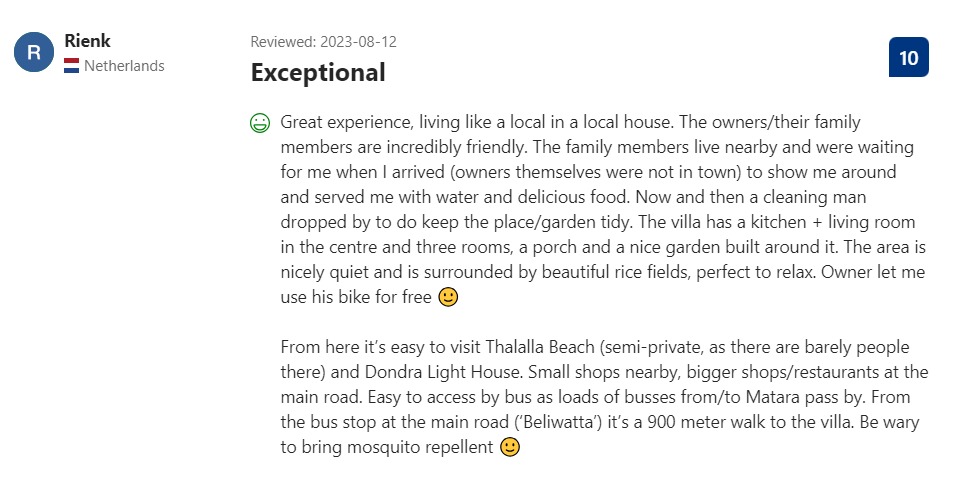 R
Rienk
Netherlands
Reviewed: 2023-08-12
Exceptional
10
Great experience, living like a local in a local house. The owners/their family
members are incredibly friendly. The family members live nearby and were waiting
for me when I arrived (owners themselves were not in town) to show me around
and served me with water and delicious food. Now and then a cleaning man
dropped by to do keep the place/garden tidy. The villa has a kitchen + living room
in the centre and three rooms, a porch and a nice garden built around it. The area is
nicely quiet and is surrounded by beautiful rice fields, perfect to relax. Owner let me
use his bike for free 🙂
From here it’s easy to visit Thalalla Beach (semi-private, as there are barely people
there) and Dondra Light House. Small shops nearby, bigger shops/restaurants at the
main road. Easy to access by bus as loads of busses from/to Matara pass by. From
the bus stop at the main road (‘Beliwatta’) it’s a 900 meter walk to the villa. Be wary
to bring mosquito repellent 🙂